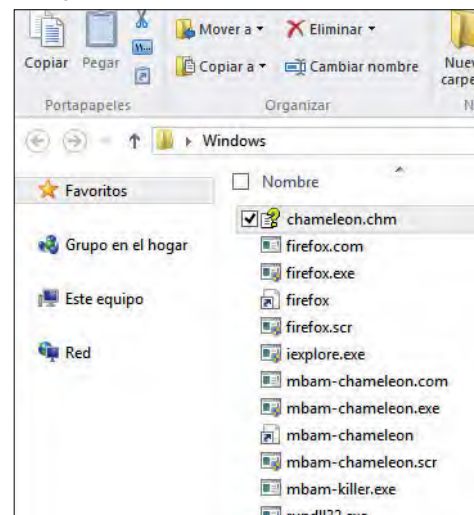 Mover a
Eliminar
Copiar
Pegar
Copiar a
Cambiar nombre
Portapapeles
Organizar
Windows
Favoritos
Grupo en el hogar
Este equipo
Red
Nombre
chameleon.chm
firefox.com
firefox.exe
firefox
firefox.scr
iexplore.exe
mbam-chameleon.com
mbam-chameleon.exe
mbam-chameleon
mbam-chameleon.scr
mbam-killer.exe